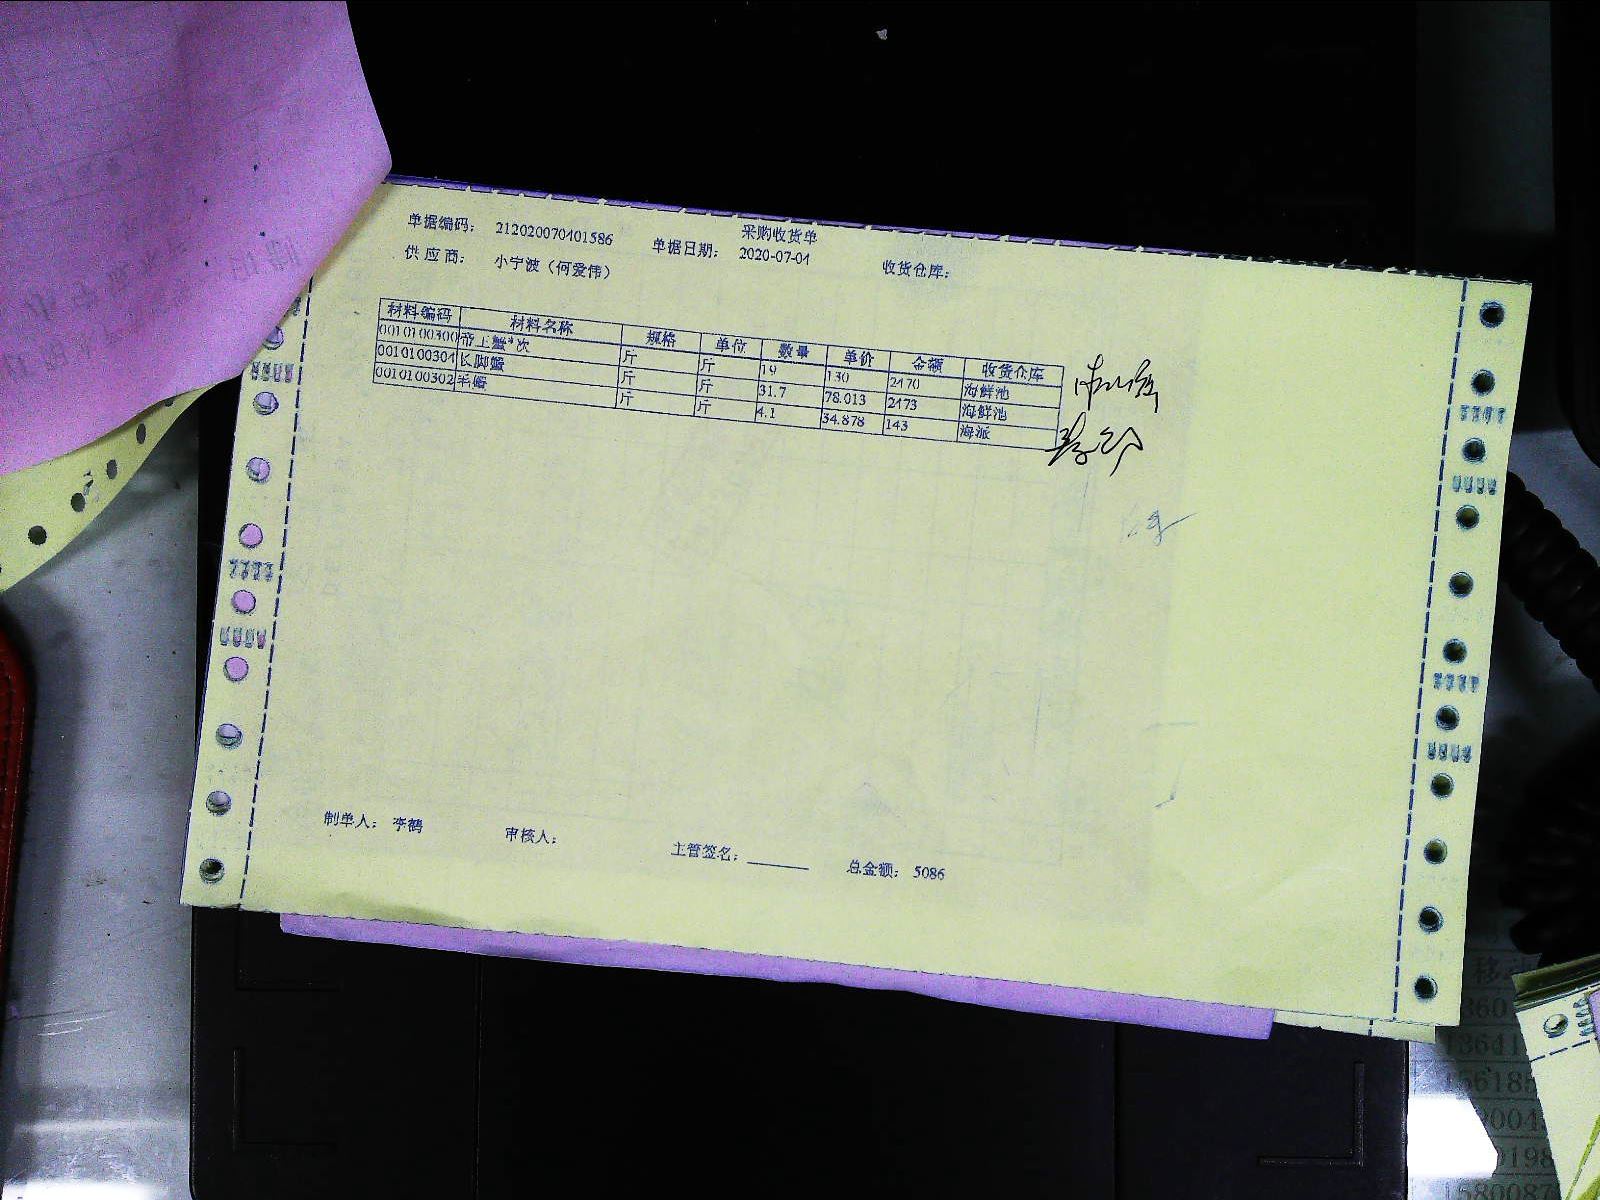 采购收货单
单据编码： 212020070401586 单据日期： 2020-07-04 收货仓库：
供应商： 小宁波（何爱伟）
材料编码 材料名称 规格 单位 数量 单价 金额 收货仓库
0010100300 帝王蟹*次 斤 斤 19 130 2470 海鲜池
0010100304 长脚蟹 斤 斤 31.7 78.013 2473 海鲜池
0010100302 毛蛤 斤 斤 4.1 34.878 143 海派
制单人： 李鹤 审核人： 主管签名： 总金额： 5086